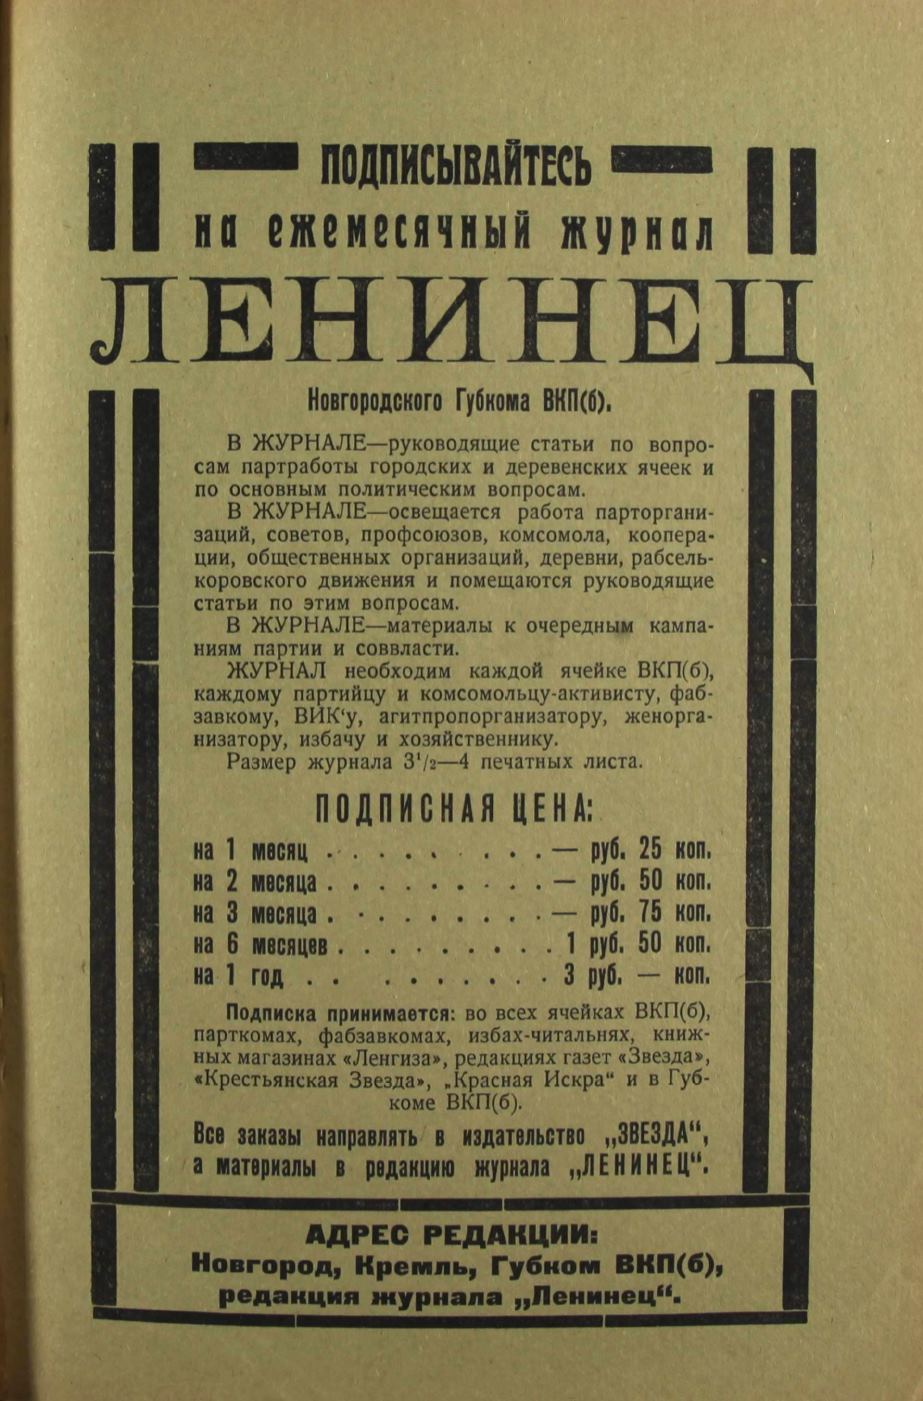 ПОДПИСЫВАЙТЕСЬ
на ежемесячный журнал
ЛЕНИНЕЦ
Новгородского Губкома ВКП(б).
В ЖУРНАЛЕ—руководящие статьи по вопро-
сам партработы городских и деревенских ячеек и
по основным политическим вопросам.
В ЖУРНАЛЕ—освещается работа парторгани-
заций, советов, профсоюзов, комсомола, коопера-
ции, общественных организаций, деревни, рабсель-
коровского движения и помещаются руководящие
статьи по этим вопросам.
В ЖУРНАЛЕ—материалы к очередным кампа-
ниям партии и соввласти.
ЖУРНАЛ необходим каждой ячейке ВКП(б),
каждому партийцу и комсомольцу-активисту, фаб-
завкому, ВИК‘у, агитпропорганизатору, женорга-
низатору, избачу и хозяйственнику.
Размер журнала 3¹/₂—4 печатных листа.
ПОДПИСНАЯ ЦЕНА:
на 1 месяц . . . . . . . . . — руб. 25 коп.
на 2 месяца . . . . . . . . . . — руб. 50 коп.
на 3 месяца . . . . . . . . . . — руб. 75 коп.
на 6 месяцев . . . . . . . . . . 1 руб. 50 коп.
на 1 год . . . . . . . . . 3 руб. — коп.
Подписка принимается: во всех ячейках ВКП(б),
парткомах, фабзавкомах, избах-читальнях, книж-
ных магазинах «Ленгиза», редакциях газет «Звезда»,
«Крестьянская Звезда», „Красная Искра“ и в Губ-
коме ВКП(б).
Все заказы направлять в издательство „ЗВЕЗДА“,
а материалы в редакцию журнала „ЛЕНИНЕЦ“.
АДРЕС РЕДАКЦИИ:
Новгород, Кремль, Губком ВКП(б),
редакция журнала „Ленинец“.